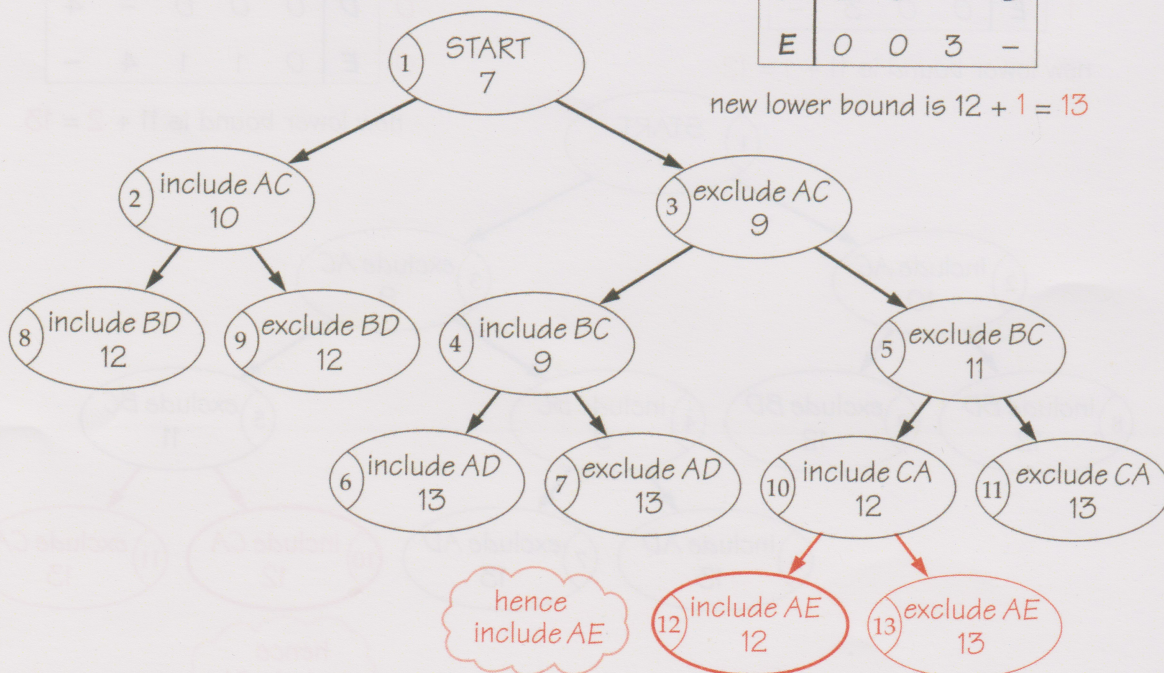 E 0 0 3 –
new lower bound is 12 + 1 = 13
1 START
7
2 include AC
10
3 exclude AC
9
8 include BD
12
9 exclude BD
12
4 include BC
9
5 exclude BC
11
6 include AD
13
7 exclude AD
13
10 include CA
12
11 exclude CA
13
hence
include AE
12 include AE
12
13 exclude AE
13